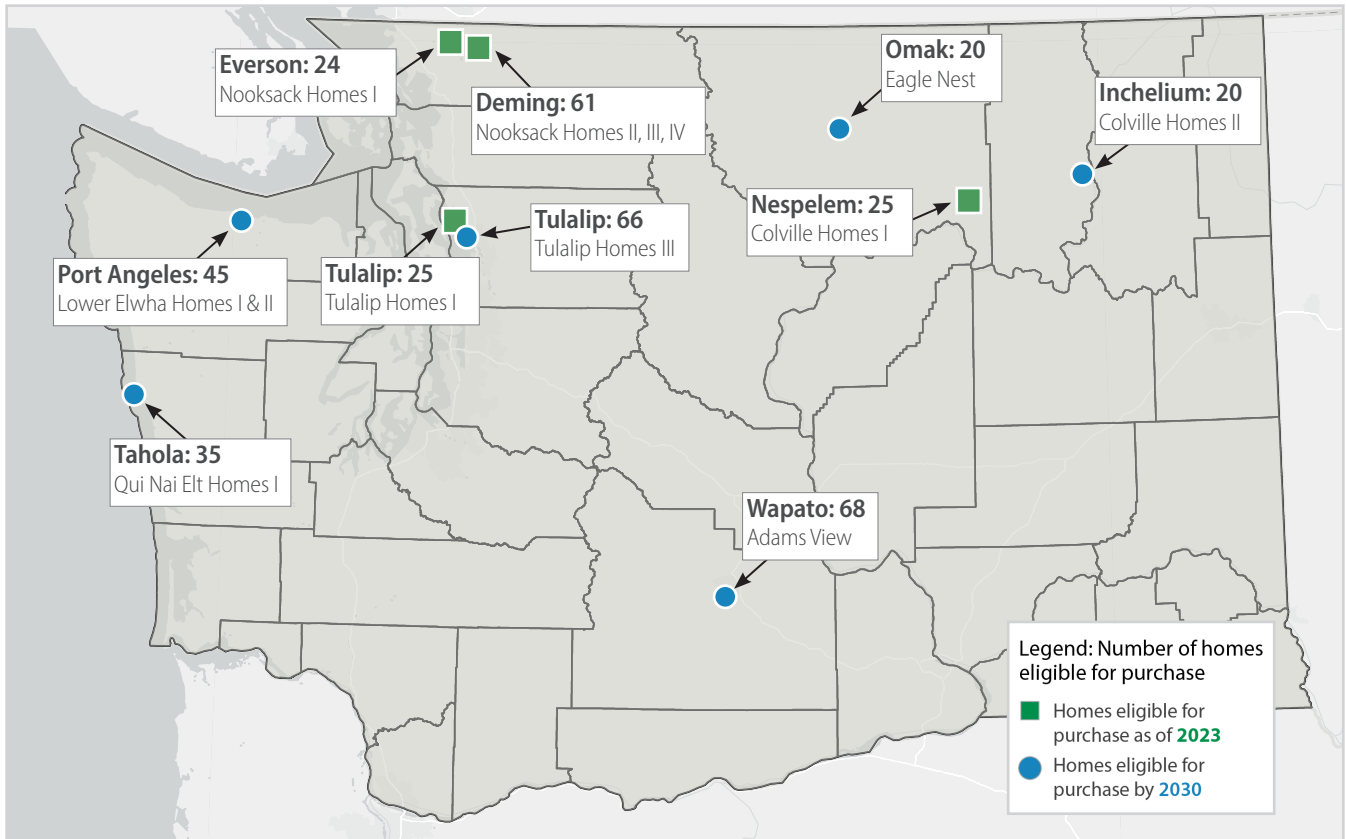 Everson: 24
Nooksack Homes I
Deming: 61
Nooksack Homes II, III, IV
Omak: 20
Eagle Nest
Inchelium: 20
Colville Homes II
Nespelem: 25
Colville Homes I
Tulalip: 66
Tulalip Homes III
Port Angeles: 45
Lower Elwha Homes I & II
Tulalip: 25
Tulalip Homes I
Tahola: 35
Qui Nai Elt Homes I
Wapato: 68
Adams View
Legend: Number of homes
eligible for purchase
Homes eligible for
purchase as of 2023
Homes eligible for
purchase by 2030